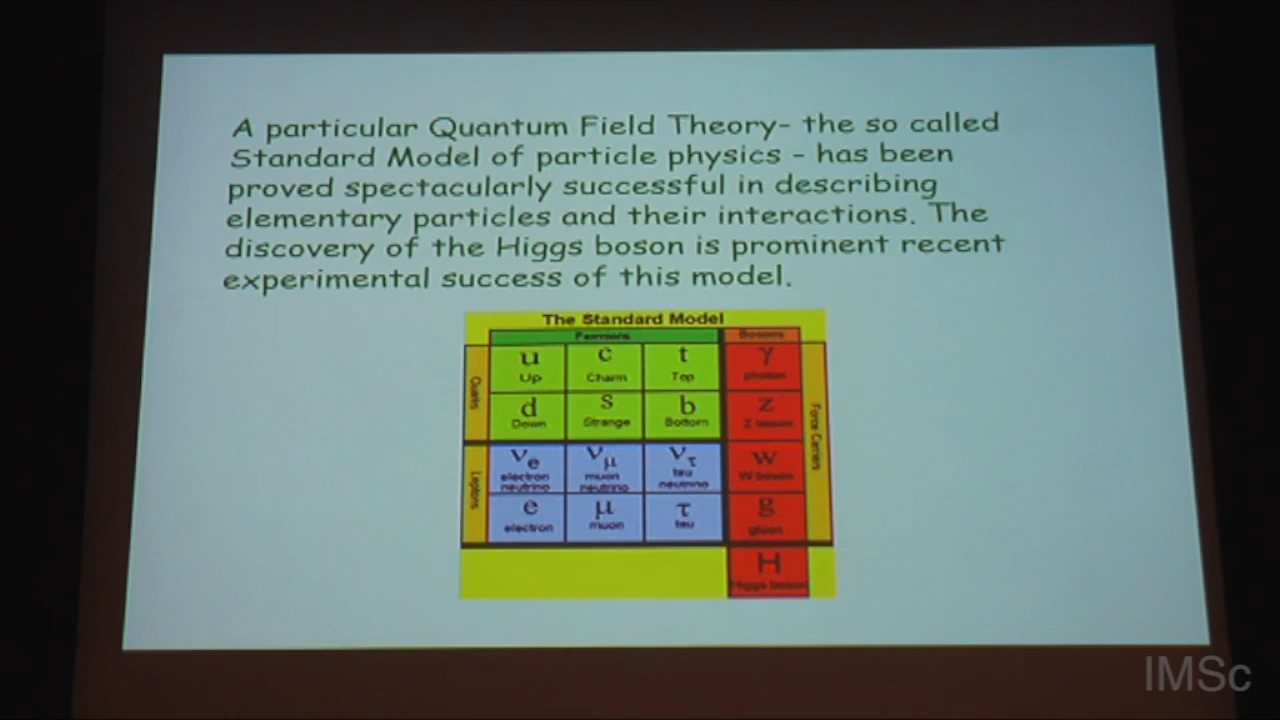 A particular Quantum Field Theory- the so called
Standard Model of particle physics - has been
proved spectacularly successful in describing
elementary particles and their interactions. The
discovery of the Higgs boson is prominent recent
experimental success of this model.
The Standard Model
Fermions
Bosons
Quarks
u
c
t
γ
Up
Charm
Top
photon
d
s
b
z
Down
Strange
Bottom
Z boson
Force Carriers
Leptons
νe
νμ
ντ
w
electron
neutrino
muon
neutrino
tau
neutrino
W boson
e
μ
τ
g
electron
muon
tau
gluon
H
Higgs boson
IMSc